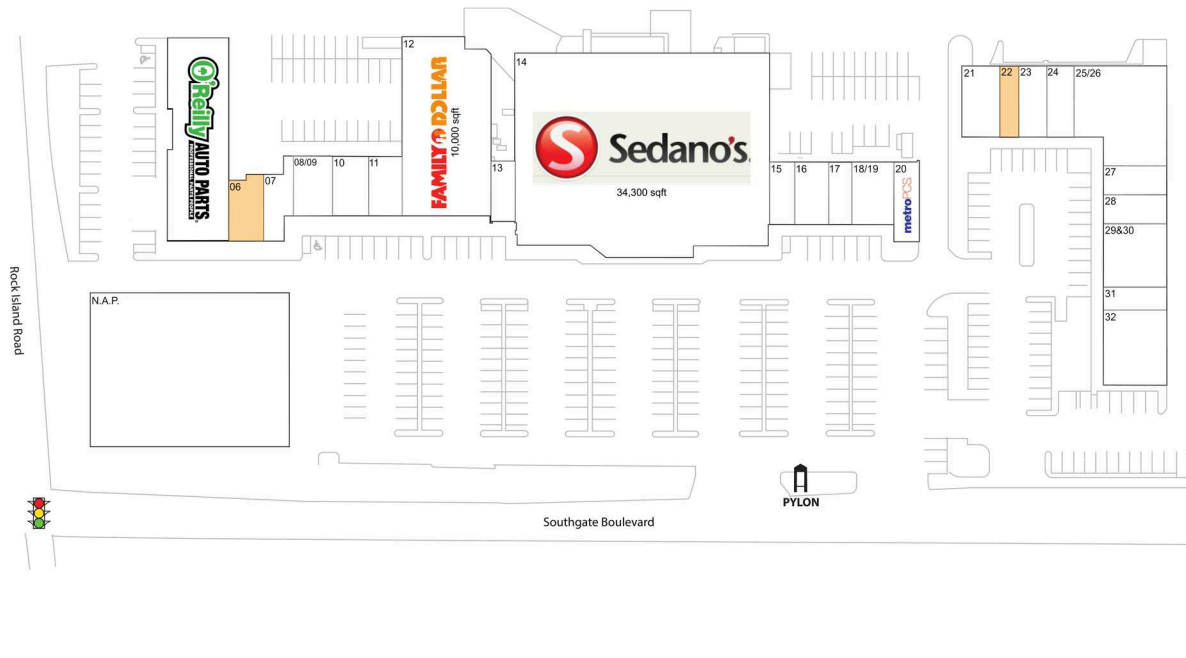 12
14
21
22
23
24
25/26
O'Reilly AUTO PARTS
PROFESSIONAL PARTS PEOPLE
FAMILY DOLLAR
10,000 sqft
S Sedano's
34,300 sqft
06
07
08/09
10
11
13
15
16
17
18/19
20
metroPCS
27
28
29&30
31
32
Rock Island Road
N.A.P.
PYLON
Southgate Boulevard